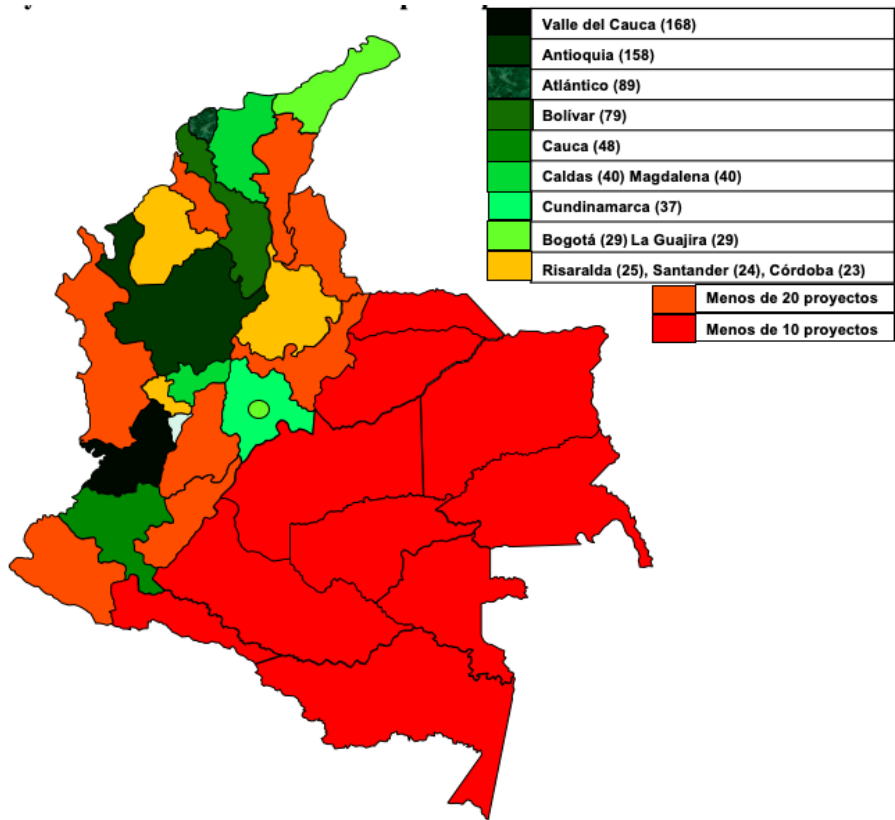 Valle del Cauca (168)
Antioquia (158)
Atlántico (89)
Bolívar (79)
Cauca (48)
Caldas (40) Magdalena (40)
Cundinamarca (37)
Bogotá (29) La Guajira (29)
Risaralda (25), Santander (24), Córdoba (23)
Menos de 20 proyectos
Menos de 10 proyectos